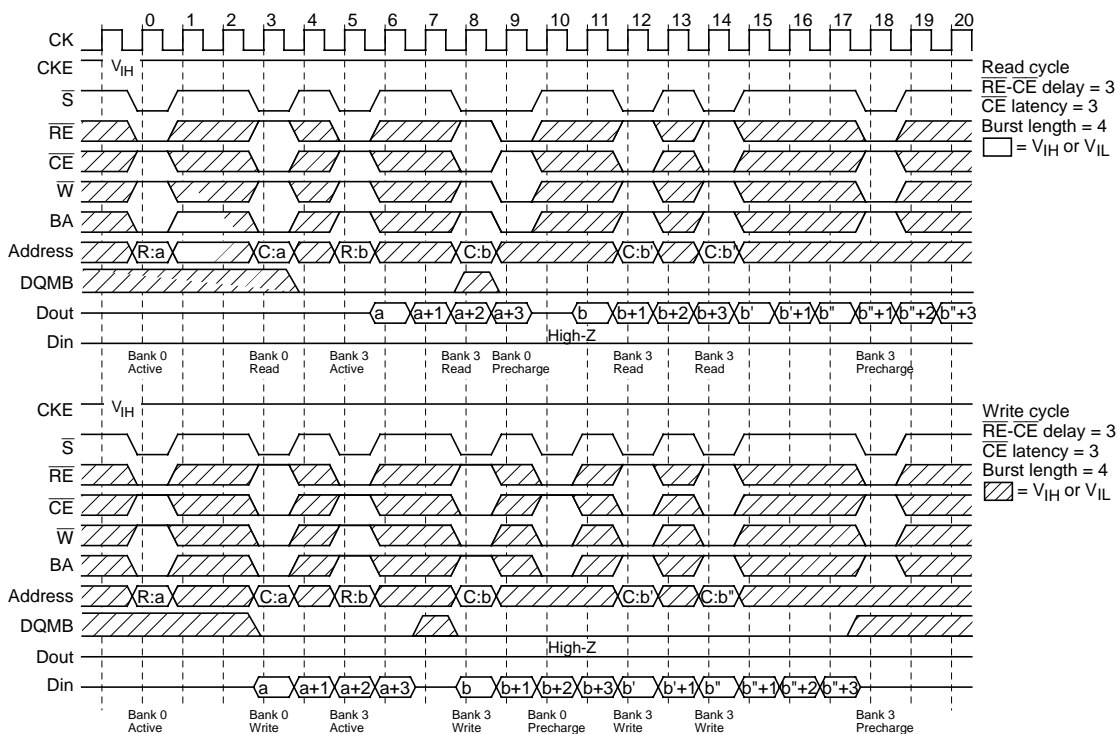 0 1 2 3 4 5 6 7 8 9 10 11 12 13 14 15 16 17 18 19 20
CK
CKE
VIH
S
RE
CE
W
BA
Address R:a C:a R:b C:b C:b' C:b"
DQMB
Dout a a+1 a+2 a+3 b b+1 b+2 b+3 b' b'+1 b" b"+1 b"+2 b"+3
Din
High-Z
Bank 0 Active
Bank 0 Read
Bank 3 Active
Bank 3 Read
Bank 0 Precharge
Bank 3 Read
Bank 3 Read
Bank 3 Precharge
Read cycle
RE-CE delay = 3
CE latency = 3
Burst length = 4
= VIH or VIL
CKE
VIH
S
RE
CE
W
BA
Address R:a C:a R:b C:b C:b' C:b"
DQMB
Dout
High-Z
Din a a+1 a+2 a+3 b b+1 b+2 b+3 b' b'+1 b" b"+1 b"+2 b"+3
Bank 0 Active
Bank 0 Write
Bank 3 Active
Bank 3 Write
Bank 0 Precharge
Bank 3 Write
Bank 3 Write
Bank 3 Precharge
Write cycle
RE-CE delay = 3
CE latency = 3
Burst length = 4
= VIH or VIL